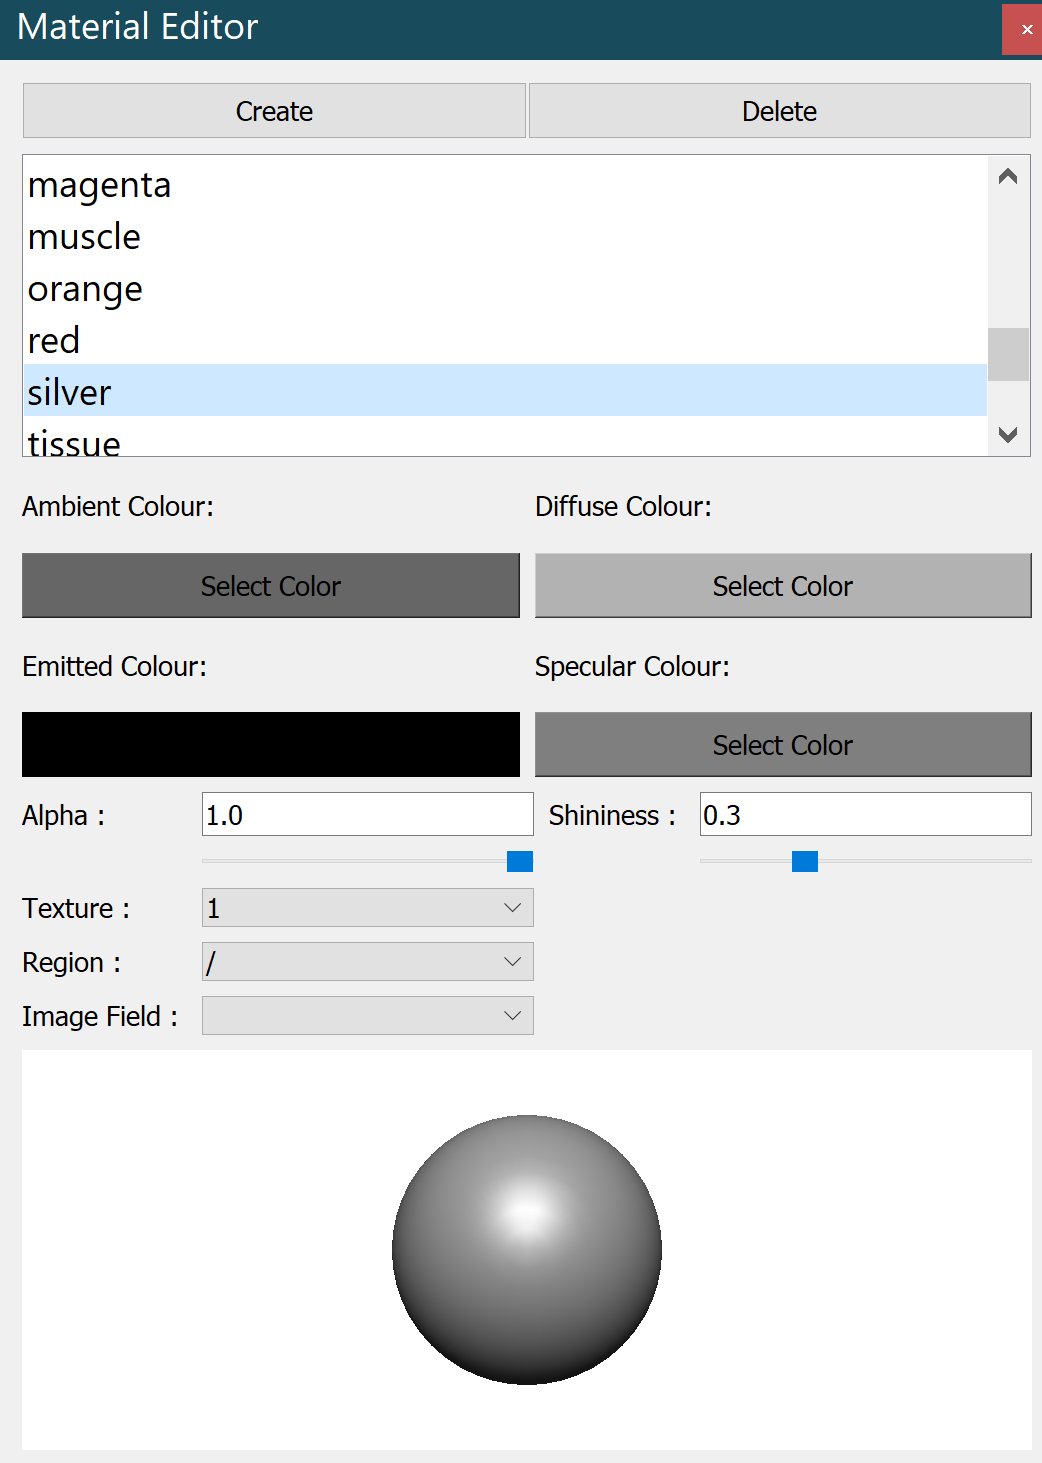 Material Editor
Create Delete
magenta
muscle
orange
red
silver
tissue
Ambient Colour: Diffuse Colour:
Select Color Select Color
Emitted Colour: Specular Colour:
Select Color
Alpha : 1.0 Shininess : 0.3
Texture : 1
Region : /
Image Field :